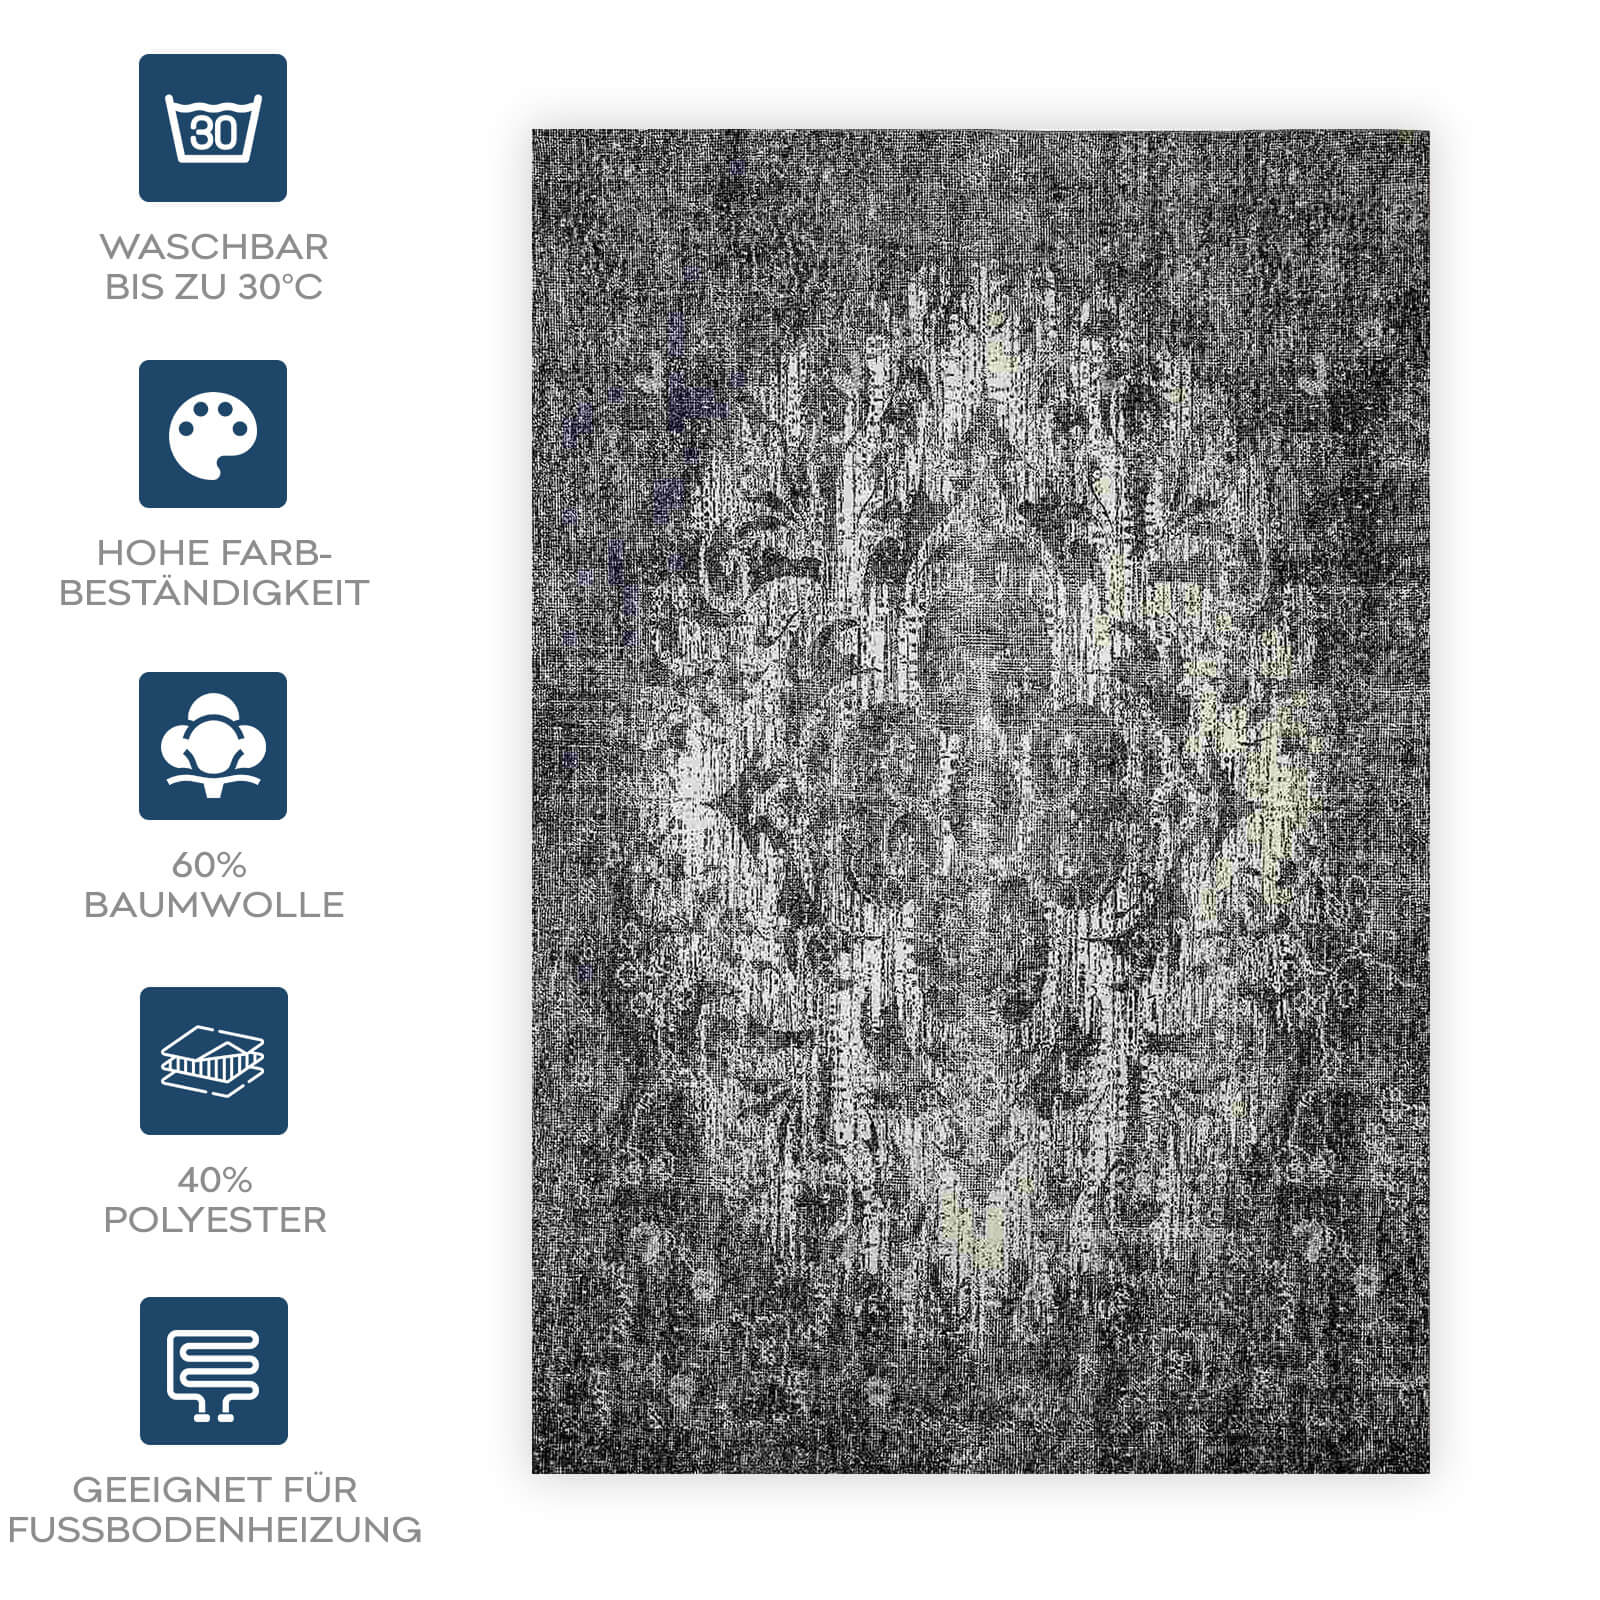 30
WASCHBAR
BIS ZU 30°C
HOHE FARB-
BESTÄNDIGKEIT
60%
BAUMWOLLE
40%
POLYESTER
GEEIGNET FÜR
FUSSBODENHEIZUNG